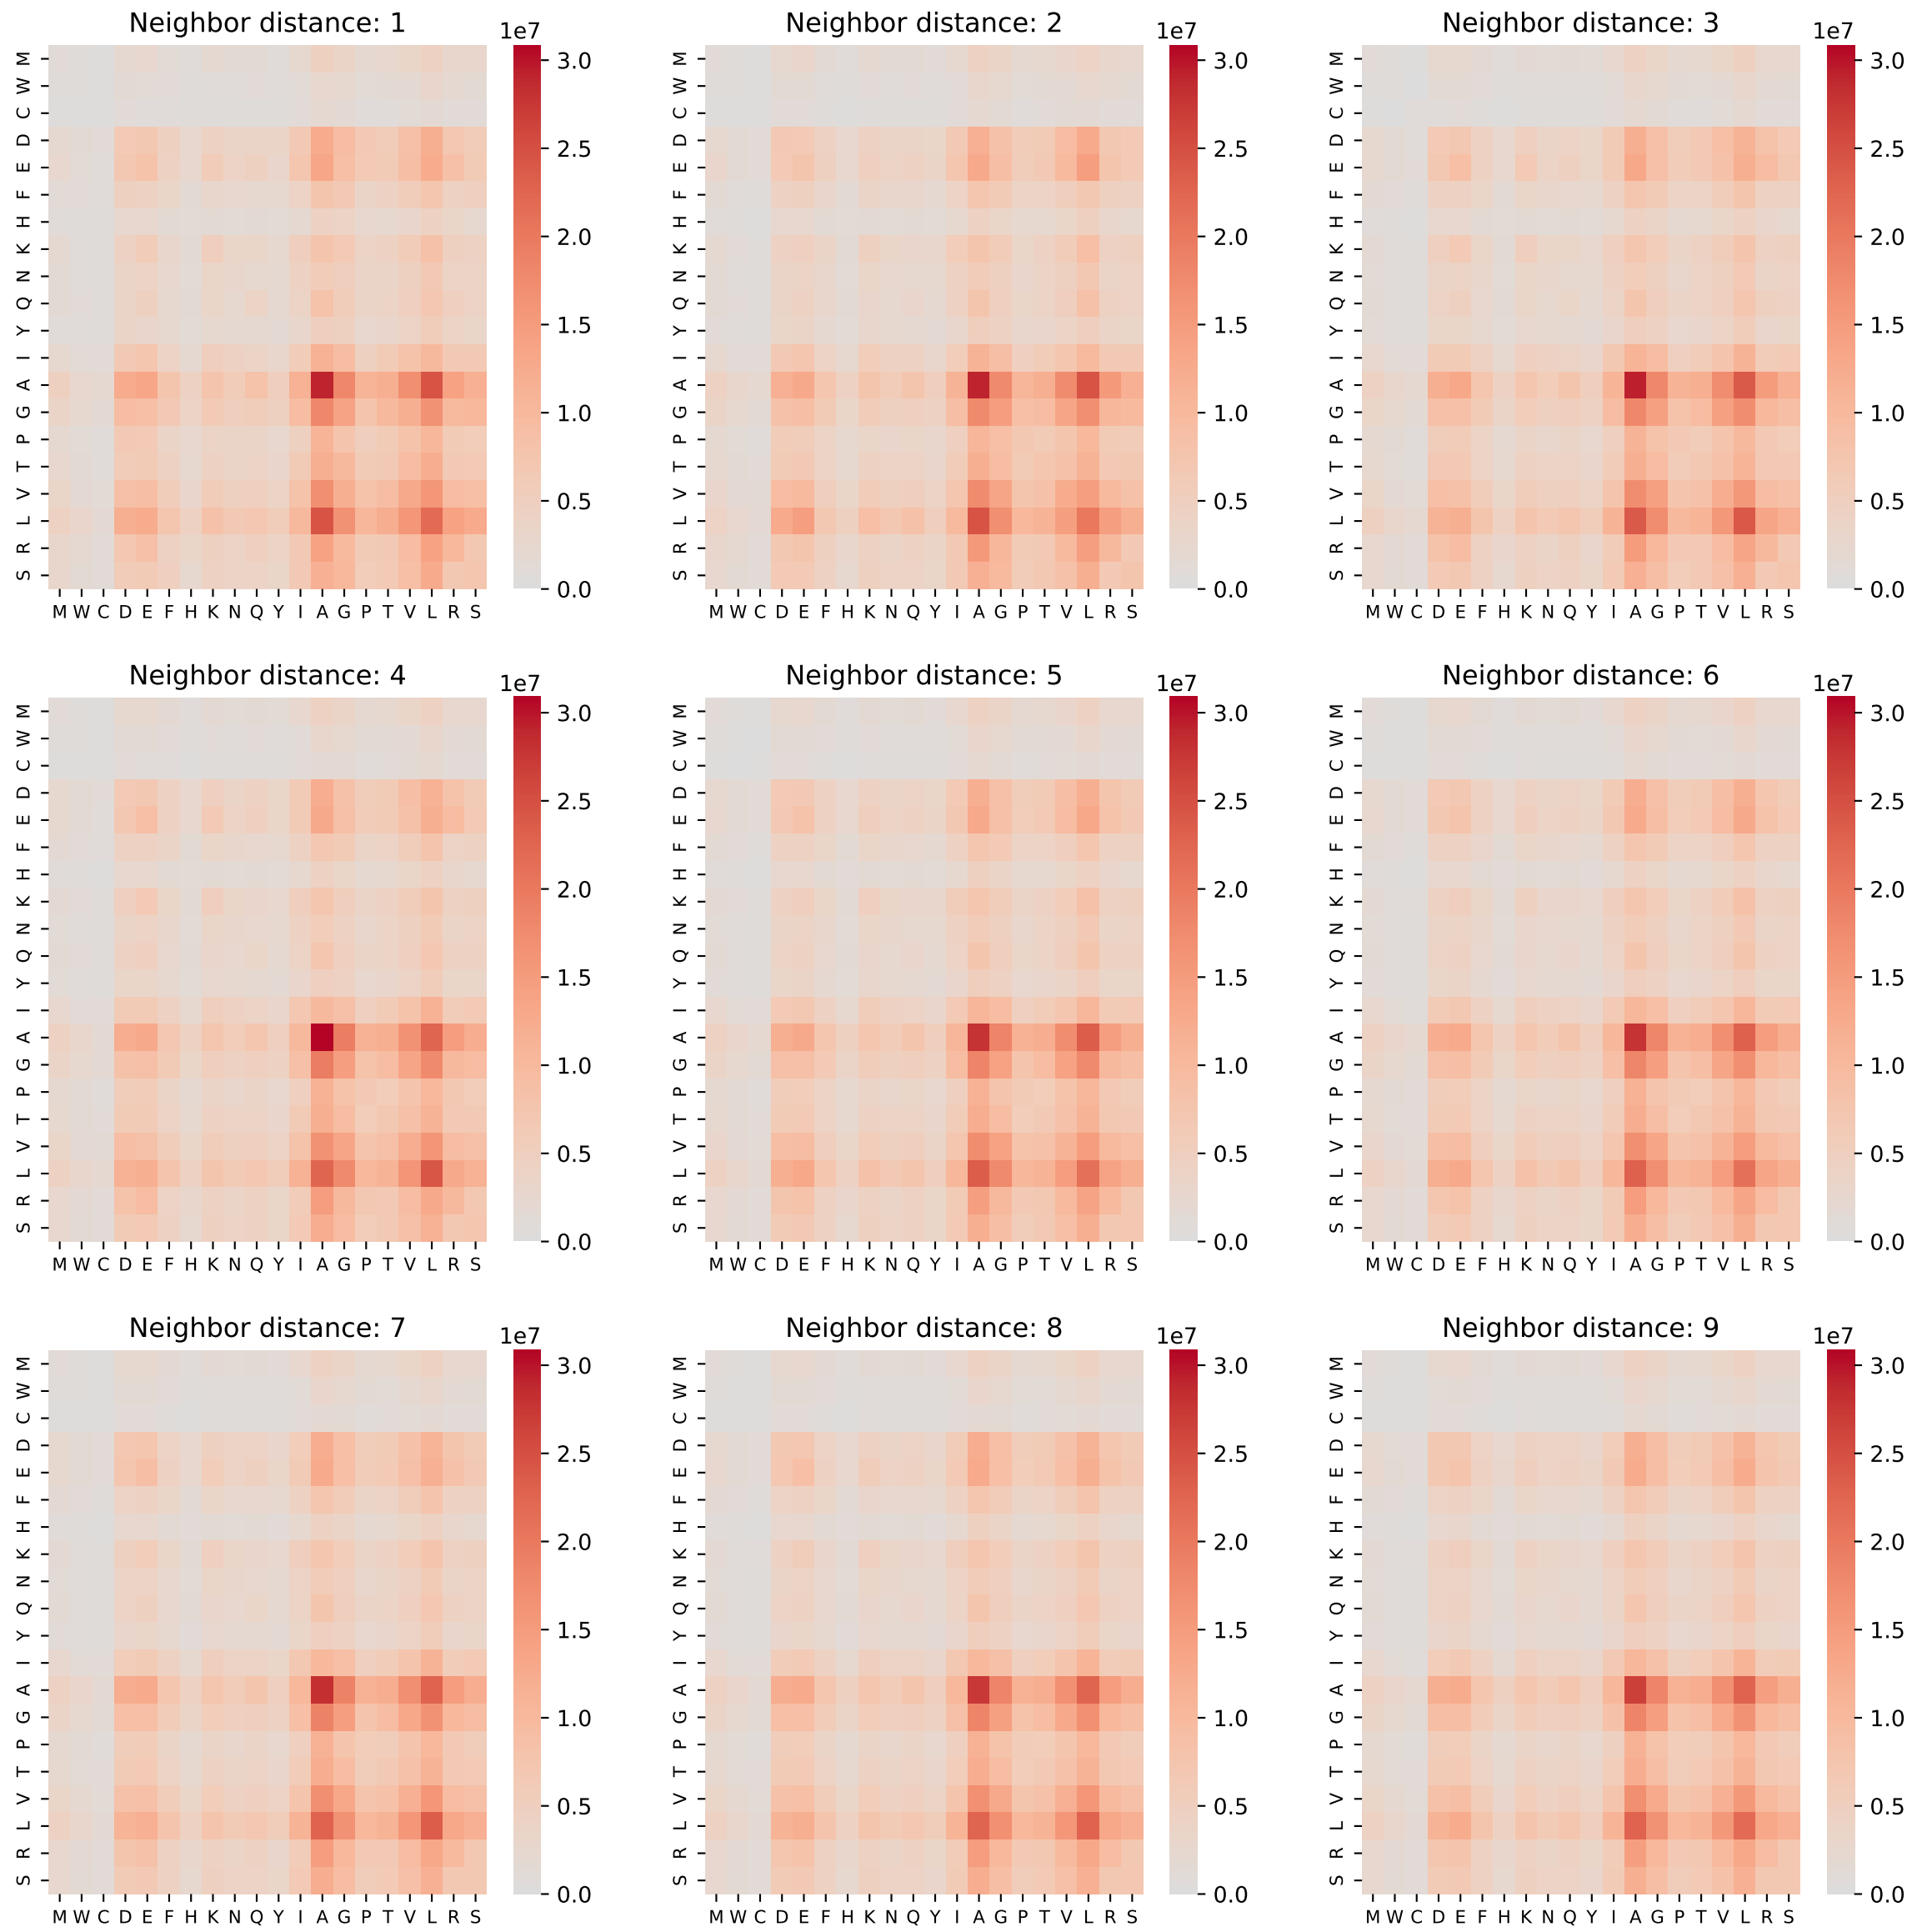 Neighbor distance: 1
1e7
M
W
C
D
E
F
H
K
N
Q
Y
I
A
G
P
T
V
L
R
S
3.0
2.5
2.0
1.5
1.0
0.5
0.0
M W C D E F H K N Q Y I A G P T V L R S
Neighbor distance: 2
1e7
M
W
C
D
E
F
H
K
N
Q
Y
I
A
G
P
T
V
L
R
S
3.0
2.5
2.0
1.5
1.0
0.5
0.0
M W C D E F H K N Q Y I A G P T V L R S
Neighbor distance: 3
1e7
M
W
C
D
E
F
H
K
N
Q
Y
I
A
G
P
T
V
L
R
S
3.0
2.5
2.0
1.5
1.0
0.5
0.0
M W C D E F H K N Q Y I A G P T V L R S
Neighbor distance: 4
1e7
M
W
C
D
E
F
H
K
N
Q
Y
I
A
G
P
T
V
L
R
S
3.0
2.5
2.0
1.5
1.0
0.5
0.0
M W C D E F H K N Q Y I A G P T V L R S
Neighbor distance: 5
1e7
M
W
C
D
E
F
H
K
N
Q
Y
I
A
G
P
T
V
L
R
S
3.0
2.5
2.0
1.5
1.0
0.5
0.0
M W C D E F H K N Q Y I A G P T V L R S
Neighbor distance: 6
1e7
M
W
C
D
E
F
H
K
N
Q
Y
I
A
G
P
T
V
L
R
S
3.0
2.5
2.0
1.5
1.0
0.5
0.0
M W C D E F H K N Q Y I A G P T V L R S
Neighbor distance: 7
1e7
M
W
C
D
E
F
H
K
N
Q
Y
I
A
G
P
T
V
L
R
S
3.0
2.5
2.0
1.5
1.0
0.5
0.0
M W C D E F H K N Q Y I A G P T V L R S
Neighbor distance: 8
1e7
M
W
C
D
E
F
H
K
N
Q
Y
I
A
G
P
T
V
L
R
S
3.0
2.5
2.0
1.5
1.0
0.5
0.0
M W C D E F H K N Q Y I A G P T V L R S
Neighbor distance: 9
1e7
M
W
C
D
E
F
H
K
N
Q
Y
I
A
G
P
T
V
L
R
S
3.0
2.5
2.0
1.5
1.0
0.5
0.0
M W C D E F H K N Q Y I A G P T V L R S